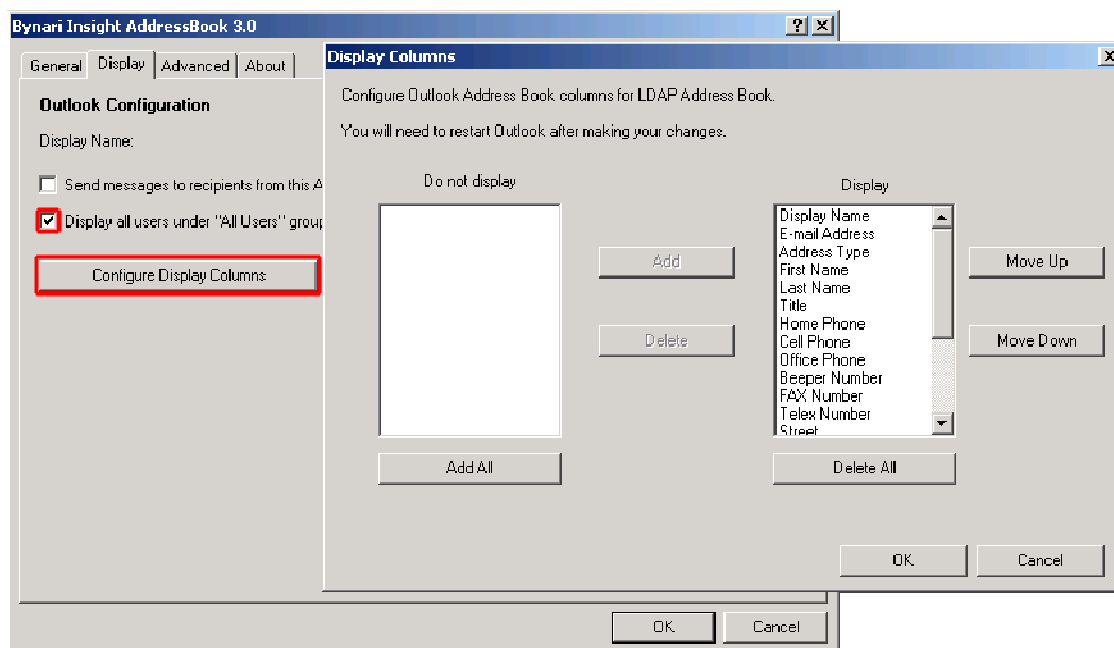 Bynari Insight AddressBook 3.0
General Display Advanced About
Outlook Configuration
Display Name:
Send messages to recipients from this A
Display all users under "All Users" group
Configure Display Columns
OK Cancel
Display Columns
Configure Outlook Address Book columns for LDAP Address Book.
You will need to restart Outlook after making your changes.
Do not display
Add All
Add
Delete
Display
Display Name
E-mail Address
Address Type
First Name
Last Name
Title
Home Phone
Cell Phone
Office Phone
Beeper Number
FAX Number
Telex Number
Street
Delete All
Move Up
Move Down
OK Cancel